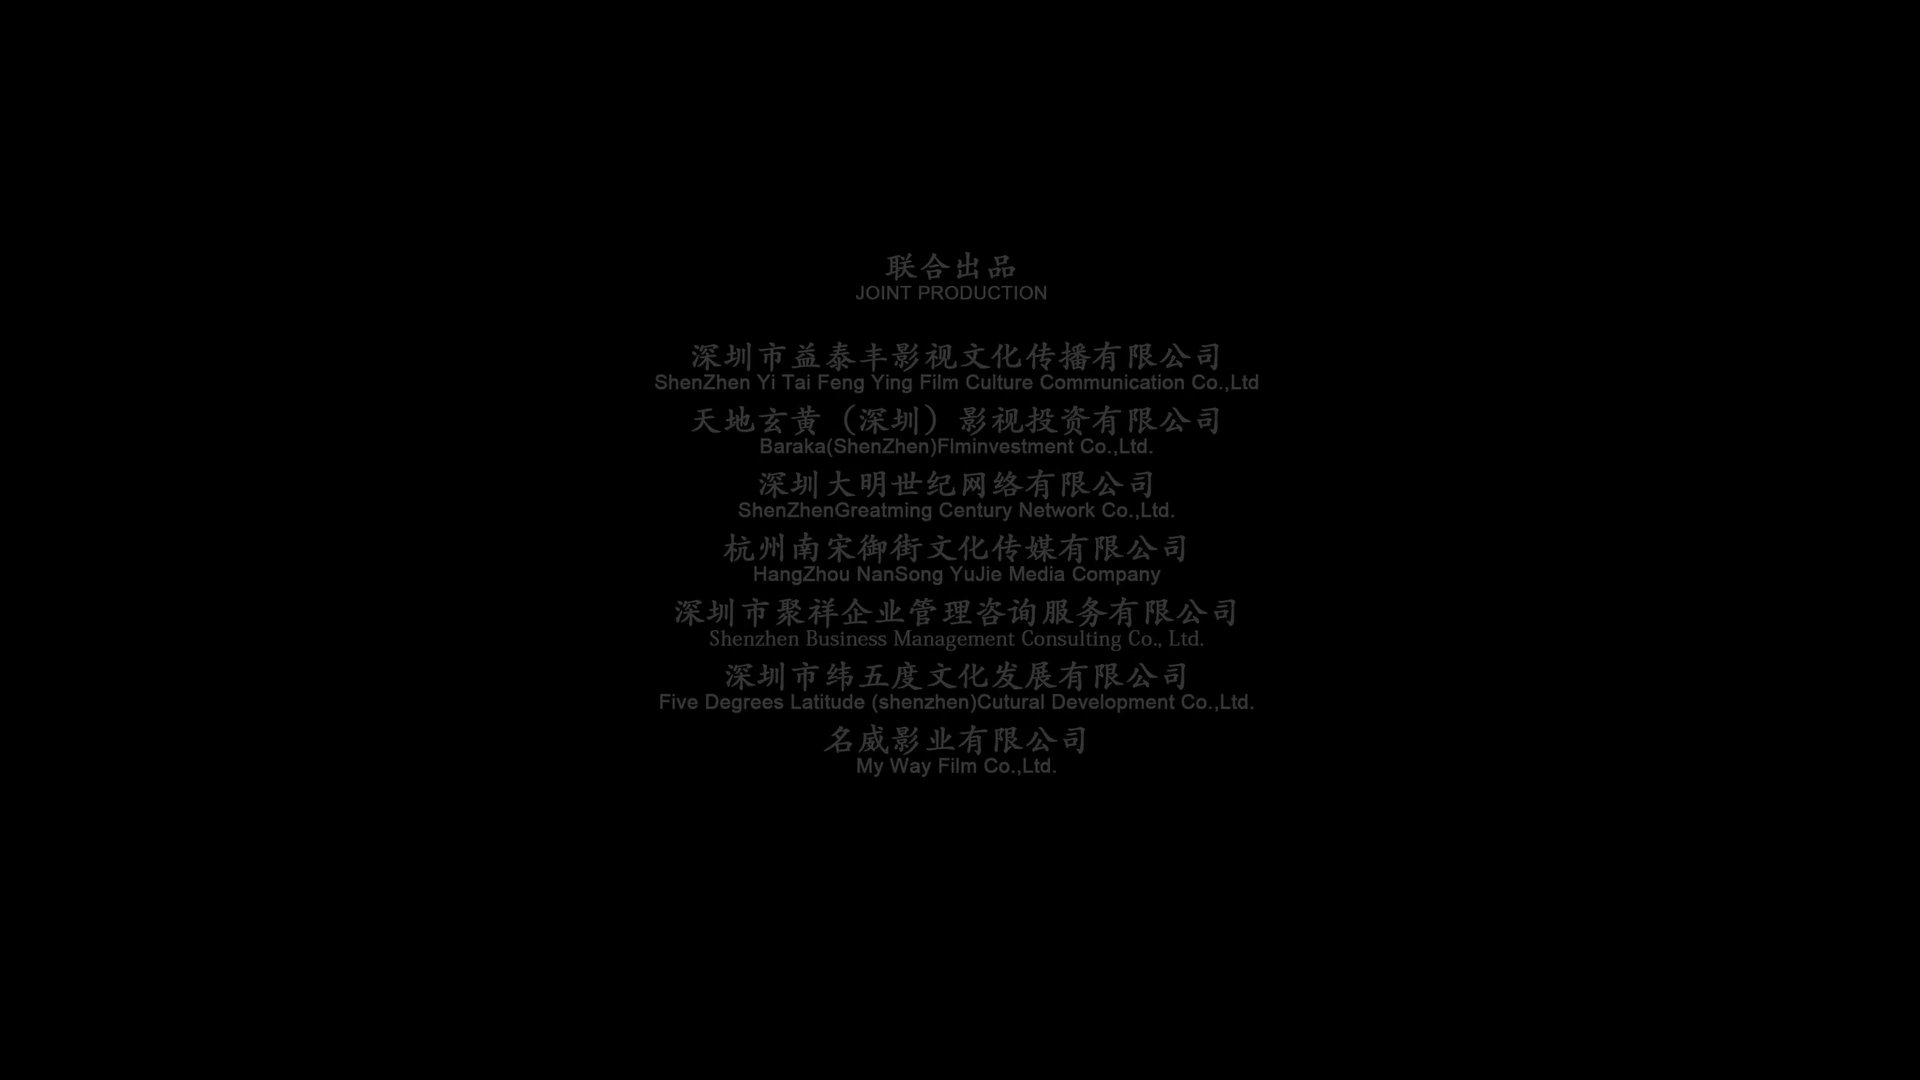 联合出品
JOINT PRODUCTION
深圳市益泰丰影视文化传播有限公司
ShenZhen Yi Tai Feng Ying Film Culture Communication Co.,Ltd
天地玄黄（深圳）影视投资有限公司
Baraka(ShenZhen)Flminvestment Co.,Ltd.
深圳大明世纪网络有限公司
ShenZhenGreatming Century Network Co.,Ltd.
杭州南宋御街文化传媒有限公司
HangZhou NanSong YuJie Media Company
深圳市聚祥企业管理咨询服务有限公司
Shenzhen Business Management Consulting Co., Ltd.
深圳市纬五度文化发展有限公司
Five Degrees Latitude (shenzhen)Cutural Development Co.,Ltd.
名威影业有限公司
My Way Film Co.,Ltd.